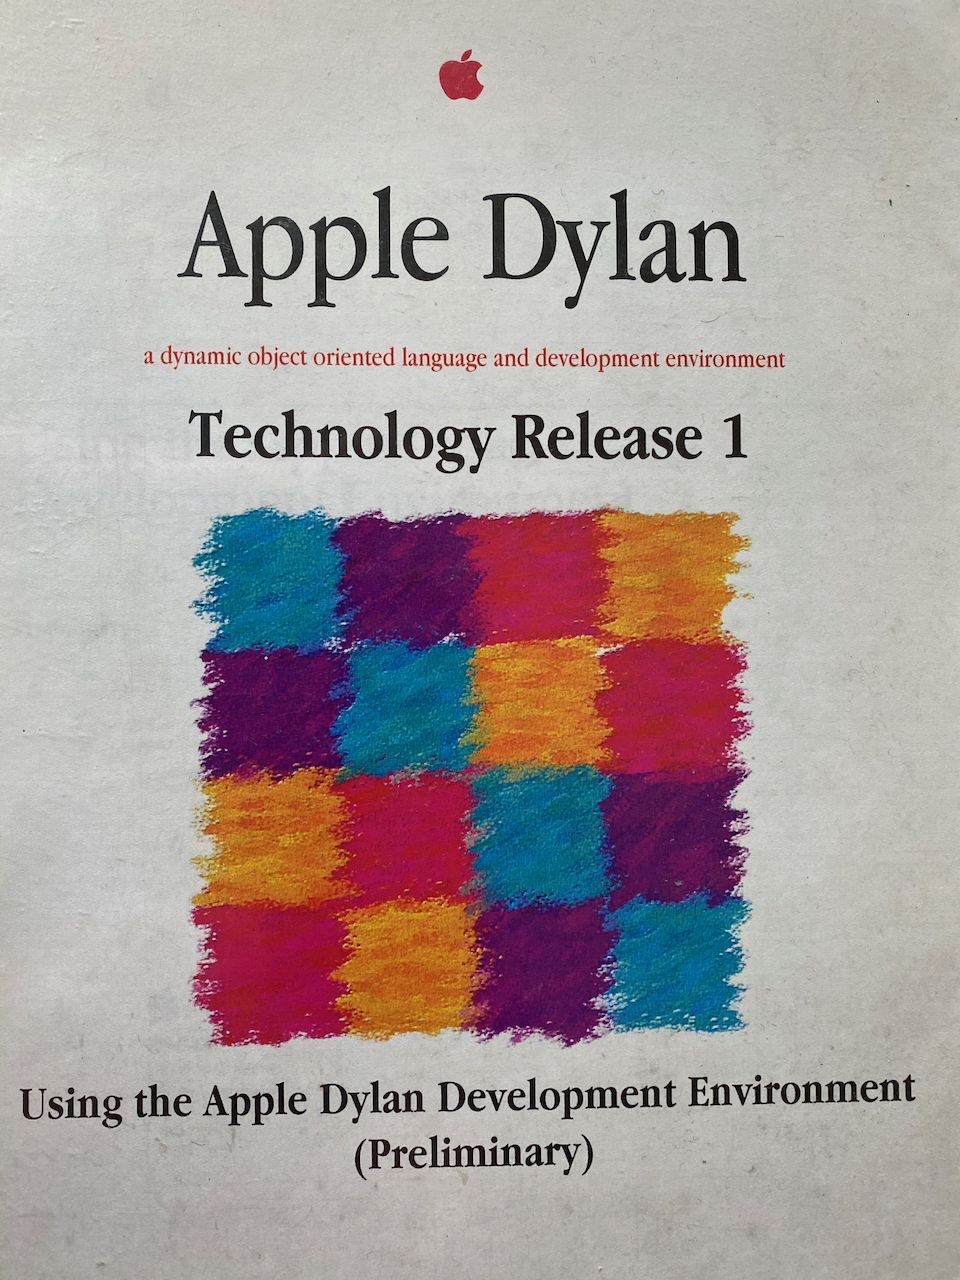 Apple Dylan
a dynamic object oriented language and development environment
Technology Release 1
Using the Apple Dylan Development Environment
(Preliminary)